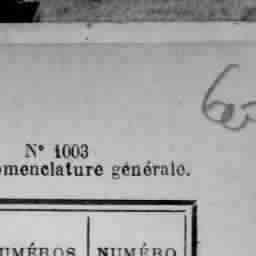 N° 1003
omenclature générale.
UMÉROS NUMÉRO